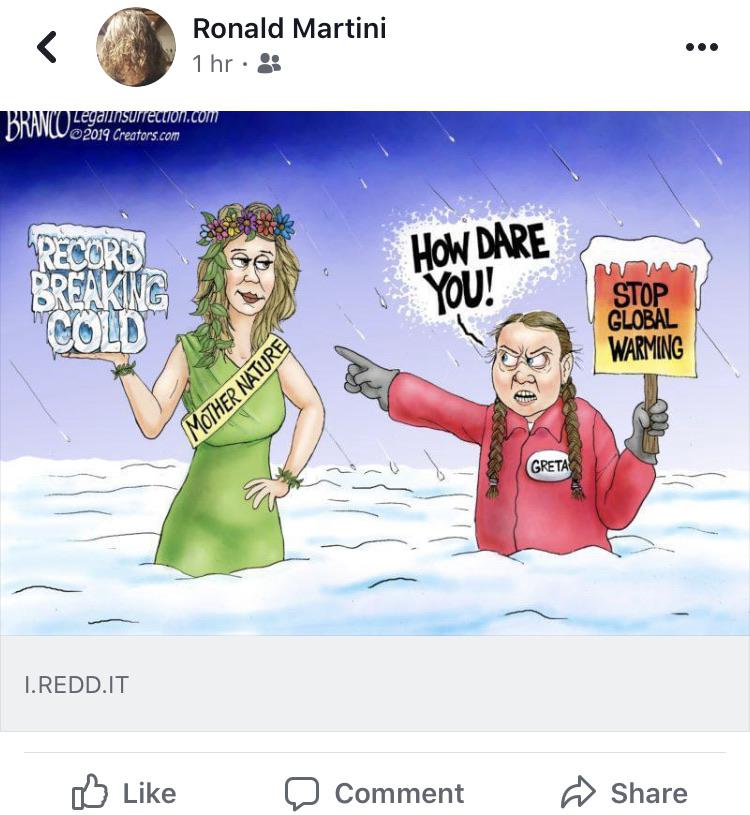 Ronald Martini
1 hr ·
BRANCO LegalInsurrection.com
©2019 Creators.com
RECORD
BREAKING
COLD
MOTHER NATURE
HOW DARE
YOU!
STOP
GLOBAL
WARMING
GRETA
I.REDD.IT
Like
Comment
Share